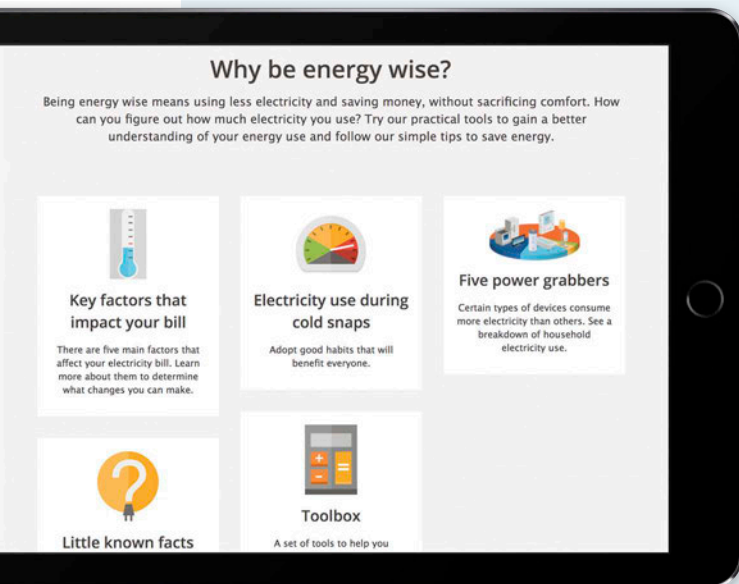 Why be energy wise?
Being energy wise means using less electricity and saving money, without sacrificing comfort. How
can you figure out how much electricity you use? Try our practical tools to gain a better
understanding of your energy use and follow our simple tips to save energy.
Key factors that
impact your bill
There are five main factors that
affect your electricity bill. Learn
more about them to determine
what changes you can make.
Electricity use during
cold snaps
Adopt good habits that will
benefit everyone.
Five power grabbers
Certain types of devices consume
more electricity than others. See a
breakdown of household
electricity use.
Little known facts
Toolbox
A set of tools to help you